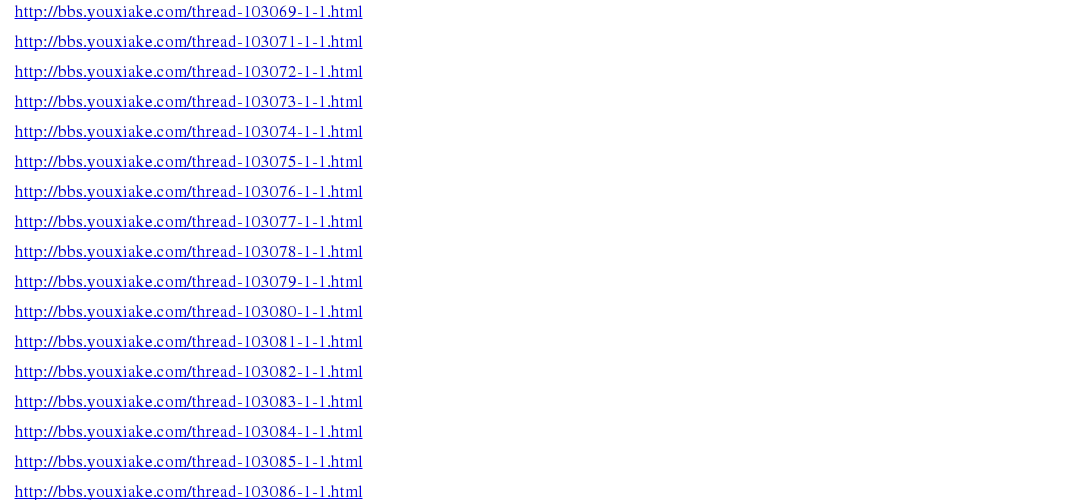 http://bbs.youxiake.com/thread-103069-1-1.html
http://bbs.youxiake.com/thread-103071-1-1.html
http://bbs.youxiake.com/thread-103072-1-1.html
http://bbs.youxiake.com/thread-103073-1-1.html
http://bbs.youxiake.com/thread-103074-1-1.html
http://bbs.youxiake.com/thread-103075-1-1.html
http://bbs.youxiake.com/thread-103076-1-1.html
http://bbs.youxiake.com/thread-103077-1-1.html
http://bbs.youxiake.com/thread-103078-1-1.html
http://bbs.youxiake.com/thread-103079-1-1.html
http://bbs.youxiake.com/thread-103080-1-1.html
http://bbs.youxiake.com/thread-103081-1-1.html
http://bbs.youxiake.com/thread-103082-1-1.html
http://bbs.youxiake.com/thread-103083-1-1.html
http://bbs.youxiake.com/thread-103084-1-1.html
http://bbs.youxiake.com/thread-103085-1-1.html
http://bbs.youxiake.com/thread-103086-1-1.html